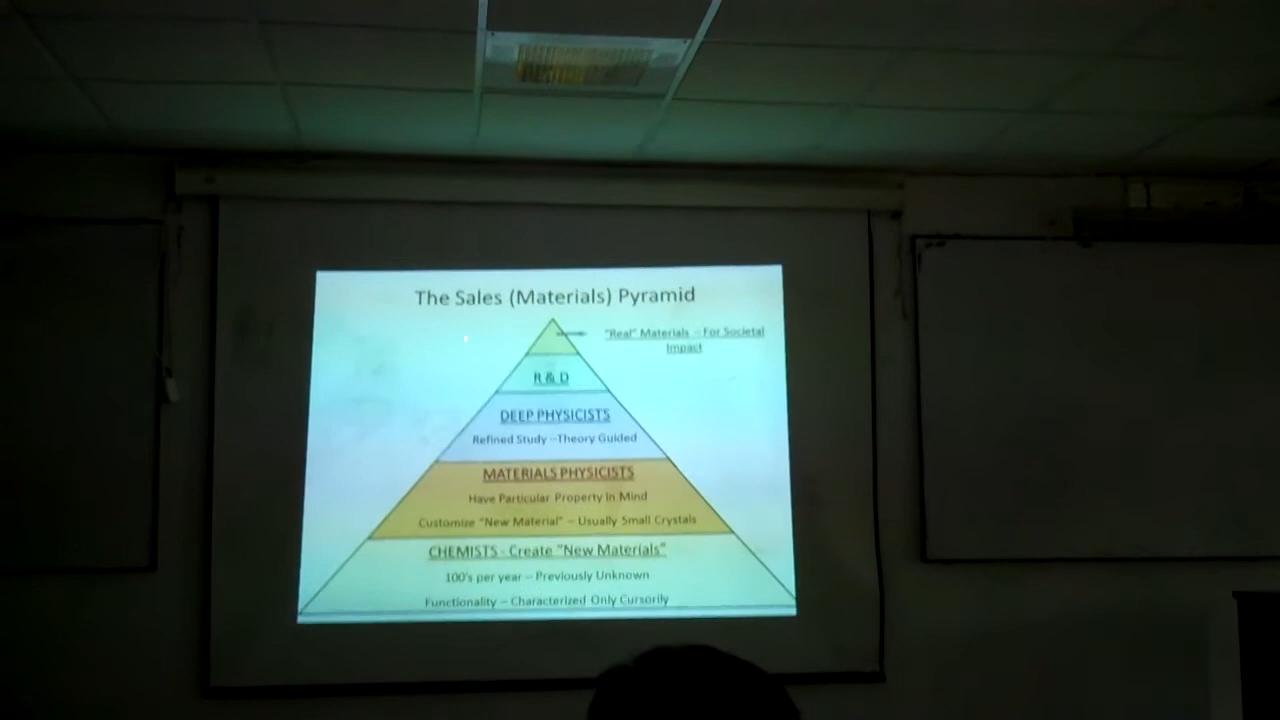 The Sales (Materials) Pyramid
"Real" Materials – For Societal
Impact
R & D
DEEP PHYSICISTS
Refined Study –Theory Guided
MATERIALS PHYSICISTS
Have Particular Property In Mind
Customize "New Material" – Usually Small Crystals
CHEMISTS - Create "New Materials"
100's per year – Previously Unknown
Functionality – Characterized Only Cursorily